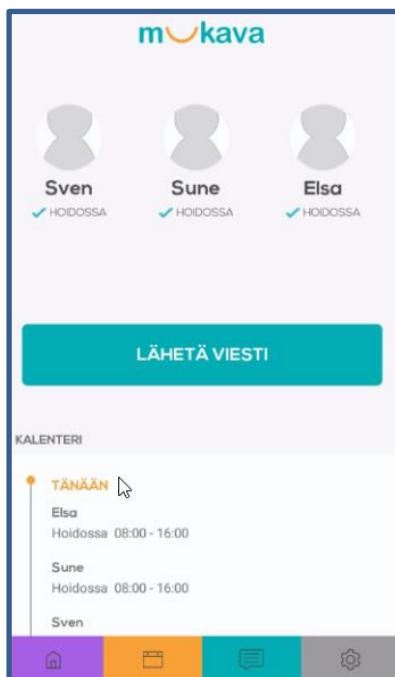 mukava
Sven Sune Elsa
HOIDOSSA HOIDOSSA HOIDOSSA
LÄHETÄ VIESTI
KALENTERI
TÄNÄÄN
Elsa
Hoidossa 08:00 - 16:00
Sune
Hoidossa 08:00 - 16:00
Sven